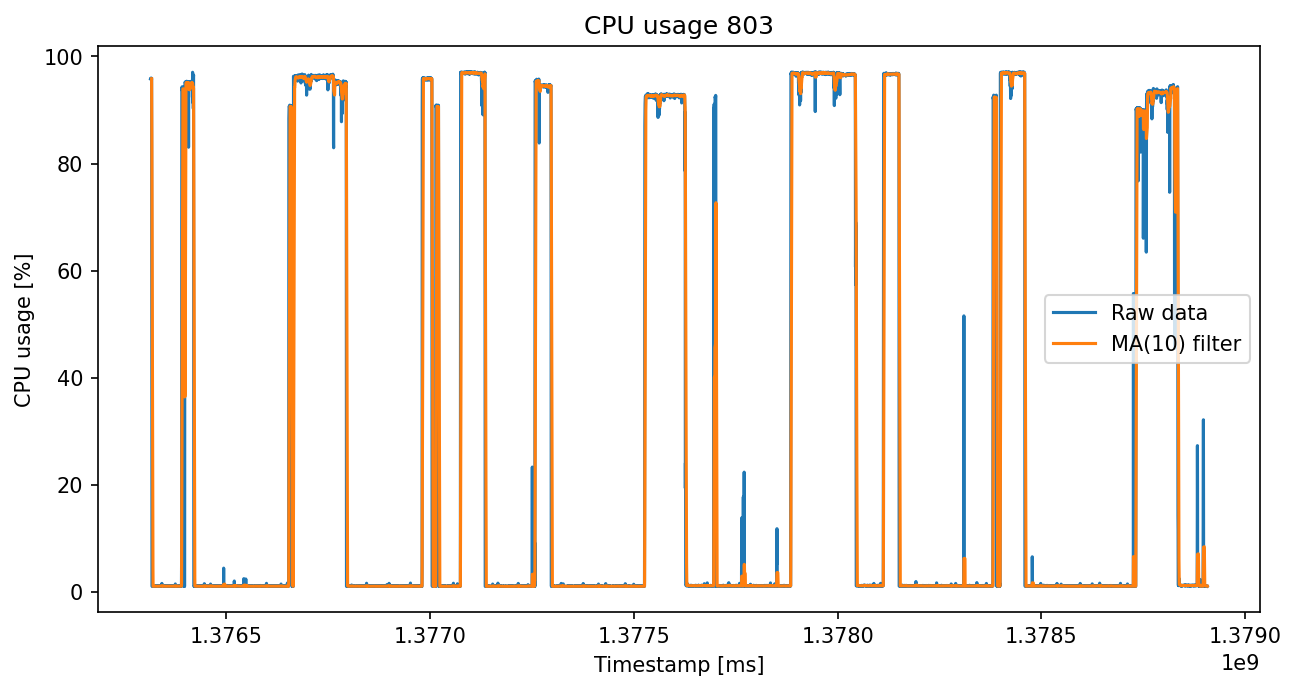 CPU usage 803
100
80
60
40
20
0
CPU usage [%]
Raw data
MA(10) filter
1.3765 1.3770 1.3775 1.3780 1.3785 1.3790
1e9
Timestamp [ms]